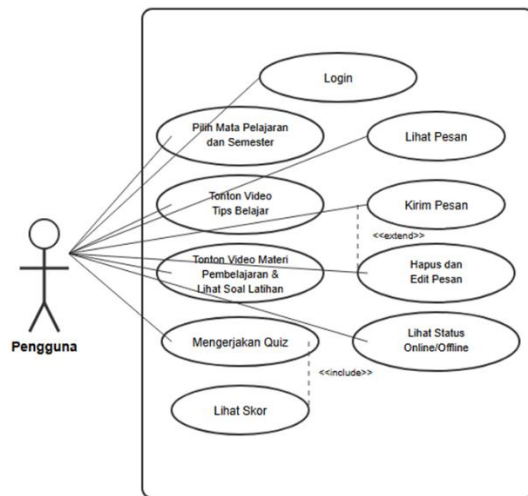 Login
Pilih Mata Pelajaran
dan Semester
Lihat Pesan
Tonton Video
Tips Belajar
Kirim Pesan
<<extend>>
Tonton Video Materi
Pembelajaran &
Lihat Soal Latihan
Hapus dan
Edit Pesan
Pengguna
Mengerjakan Quiz
Lihat Status
Online/Offline
<<include>>
Lihat Skor